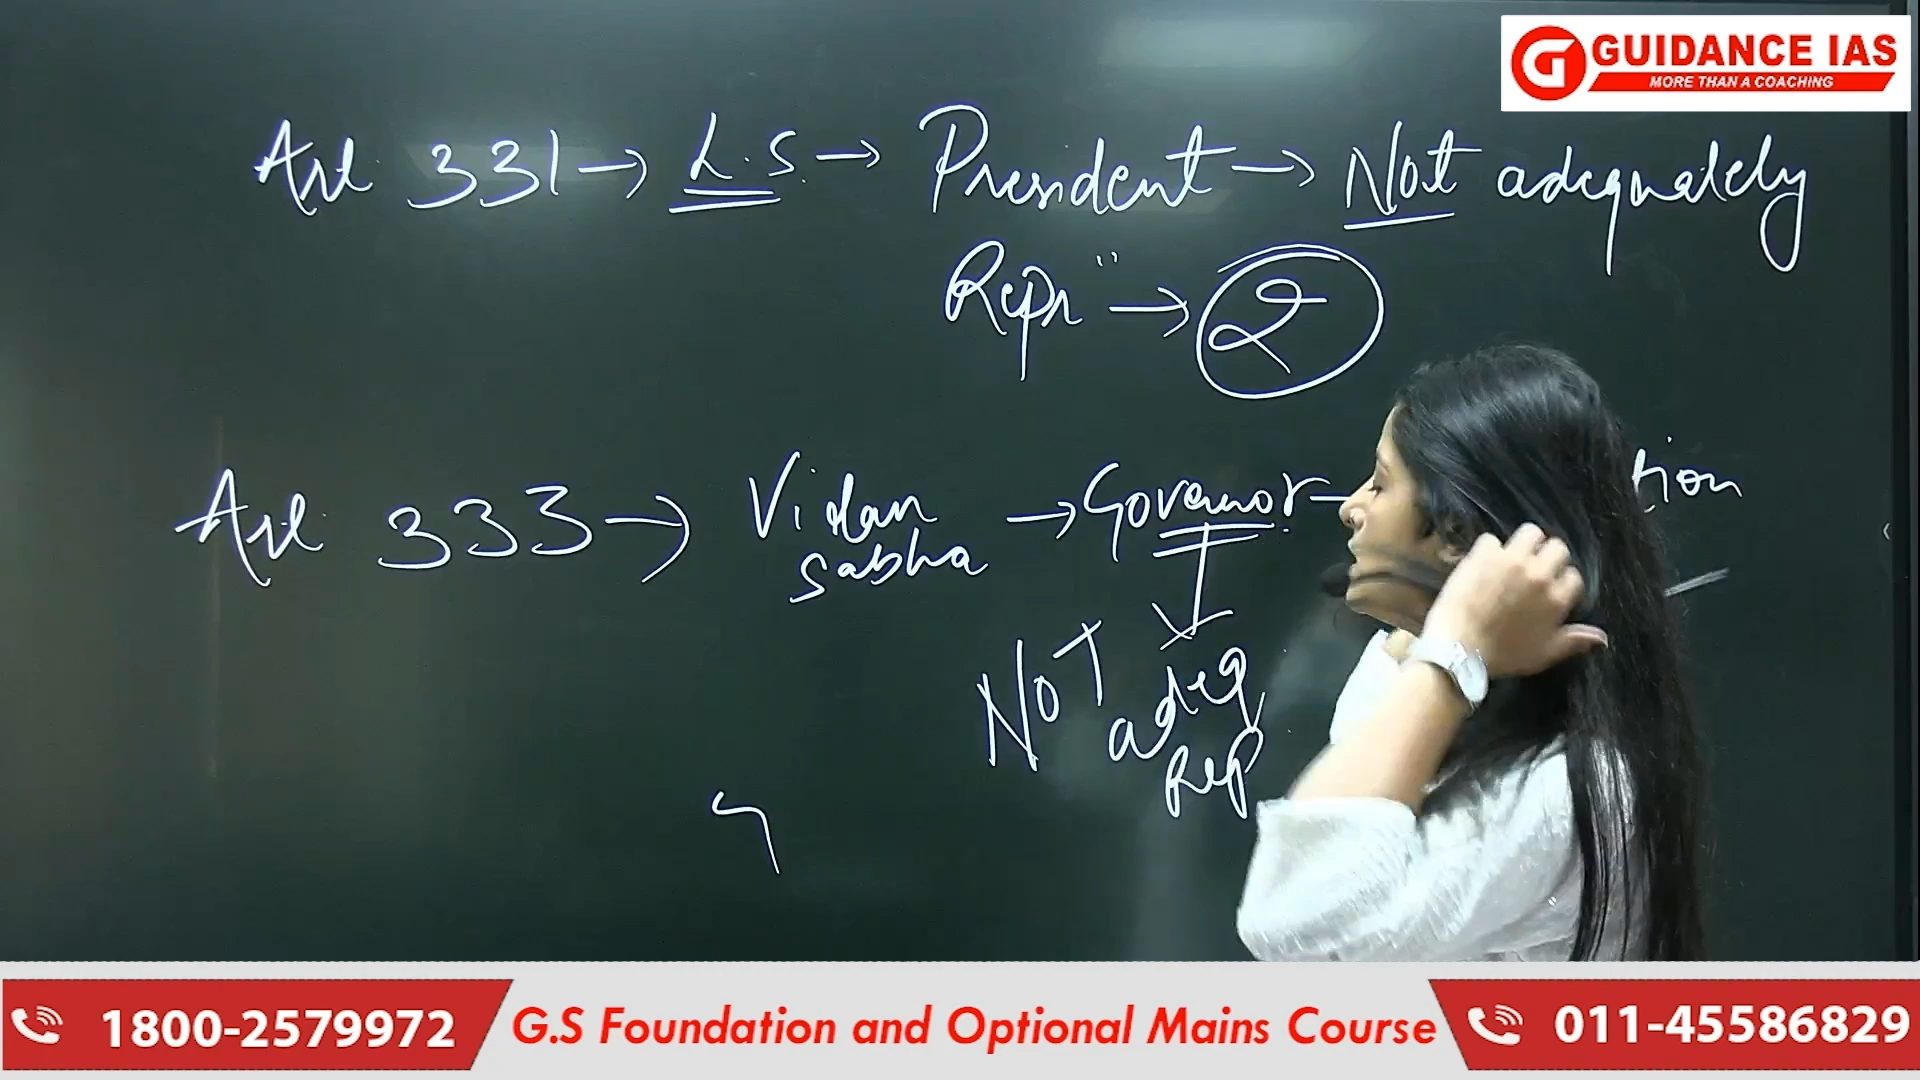 GUIDANCE IAS
MORE THAN A COACHING
Art 331 → L.S → President → Not adequately
Repr" → 2
Art 333 → Vidhan Sabha → Governor → tion
NOT adeq
Rep
1800-2579972
G.S Foundation and Optional Mains Course
011-45586829